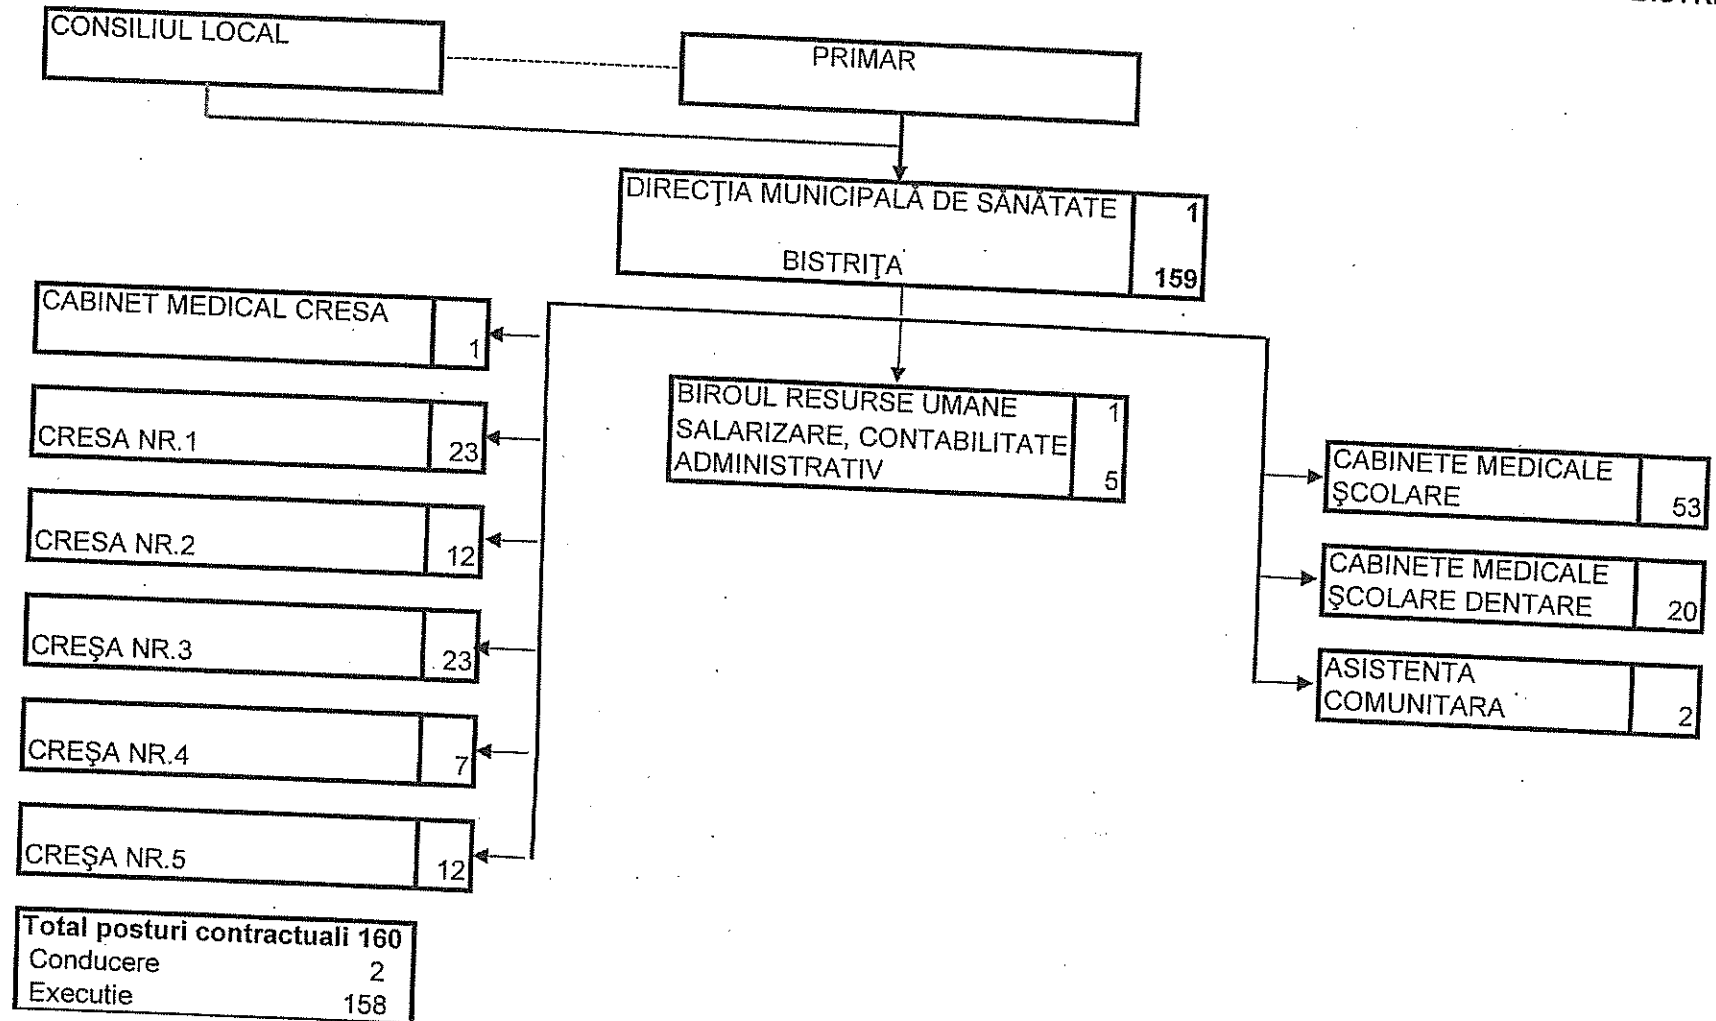 CONSILIUL LOCAL
PRIMAR
DIRECŢIA MUNICIPALĂ DE SĂNĂTATE 1
BISTRIŢA 159
CABINET MEDICAL CRESA
1
CRESA NR.1 23
CRESA NR.2 12
CREŞA NR.3 23
CREŞA NR.4 7
CREŞA NR.5 12
BIROUL RESURSE UMANE 1
SALARIZARE, CONTABILITATE
ADMINISTRATIV 5
CABINETE MEDICALE
ŞCOLARE 53
CABINETE MEDICALE
ŞCOLARE DENTARE 20
ASISTENTA
COMUNITARA 2
Total posturi contractuali 160
Conducere 2
Executie 158